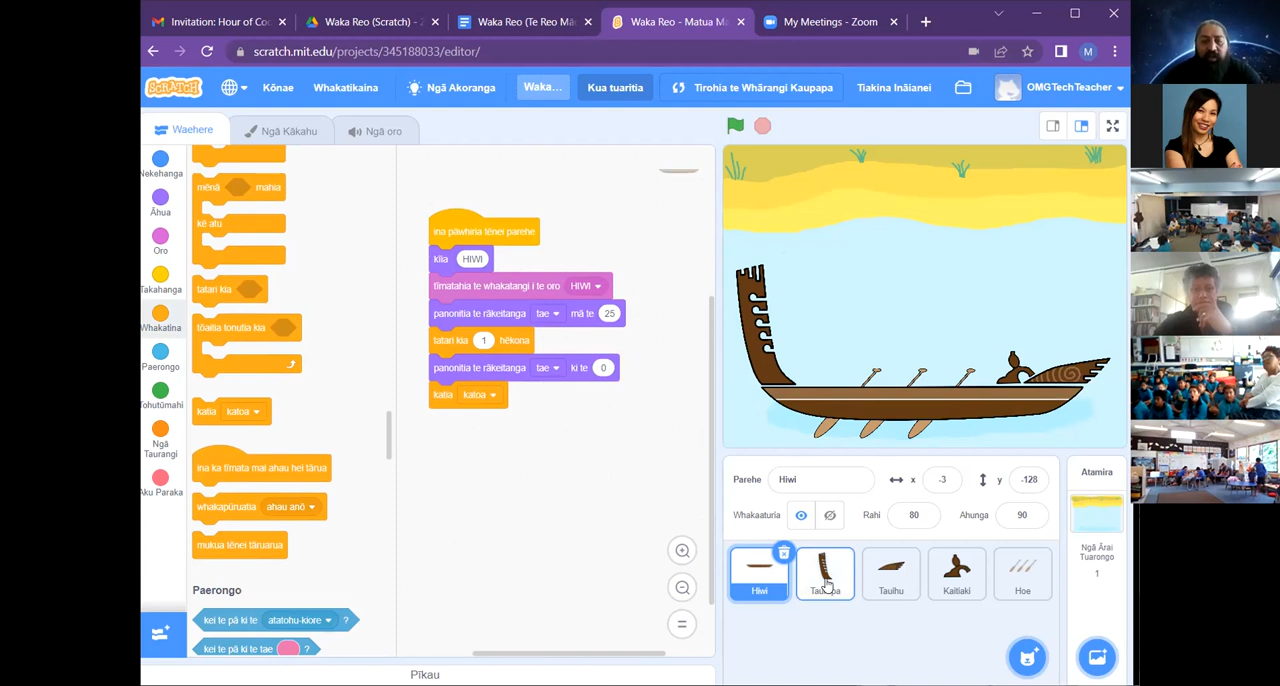 Invitation: Hour of Co
Waka Reo (Scratch) - 2
Waka Reo (Te Reo Mā
Waka Reo - Matua Ma
My Meetings - Zoom
scratch.mit.edu/projects/345188033/editor/
M
SCRATCH
Kōnae
Whakatikaina
Ngā Akoranga
Waka...
Kua tuaritia
Tirohia te Whārangi Kaupapa
Tiakina Ināianei
OMGTechTeacher
Waehere
Ngā Kākahu
Ngā oro
Nekehanga
Āhua
Oro
Takahanga
Whakatina
Paerongo
Tohutūmahi
Ngā
Taurangi
Aku Paraka
mēnā mahia
kē atu
tatari kia
tōaitia tonutia kia
katia katoa
ina ka tīmata mai ahau hei tārua
whakapūruatia ahau anō
mukua tēnei tāruarua
Paerongo
kei te pā ki te atatohu-kiore ?
kei te pā ki te tae ?
ina pāwhiria tēnei parehe
kīia HIWI
tīmatahia te whakatangi i te oro HIWI
panonitia te rākeitanga tae mā te 25
tatari kia 1 hēkona
panonitia te rākeitanga tae ki te 0
katia katoa
Pīkau
Parehe Hiwi x -3 y -128
Whakaaturia Rahi 80 Ahunga 90
Hiwi
Tauihu
Kaitiaki
Hoe
Atamira
Ngā Ārai
Tuarongo
1